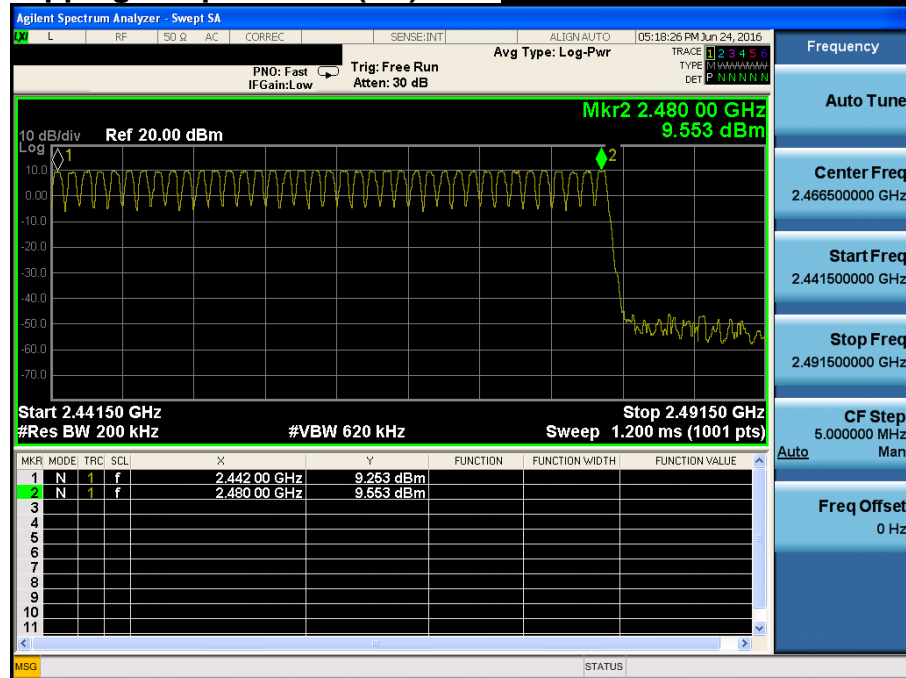 Agilent Spectrum Analyzer - Swept SA
LXI L RF 50 Ω AC CORREC SENSE:INT ALIGN AUTO 05:18:26 PM Jun 24, 2016
Avg Type: Log-Pwr
TRACE 1 2 3 4 5 6
PNO: Fast Trig: Free Run
TYPE M WWWWW
IFGain:Low Atten: 30 dB
DET P N N N N N
Frequency
Mkr2 2.480 00 GHz
10 dB/div Ref 20.00 dBm 9.553 dBm
Log
1
2
10.0
0.00
-10.0
-20.0
-30.0
-40.0
-50.0
-60.0
-70.0
Start 2.44150 GHz Stop 2.49150 GHz
#Res BW 200 kHz #VBW 620 kHz Sweep 1.200 ms (1001 pts)
MKR MODE TRC SCL X Y FUNCTION FUNCTION WIDTH FUNCTION VALUE
1 N 1 f 2.442 00 GHz 9.253 dBm
2 N 1 f 2.480 00 GHz 9.553 dBm
3
4
5
6
7
8
9
10
11
MSG STATUS
Auto Tune
Center Freq
2.466500000 GHz
Start Freq
2.441500000 GHz
Stop Freq
2.491500000 GHz
CF Step
5.000000 MHz
Auto Man
Freq Offset
0 Hz